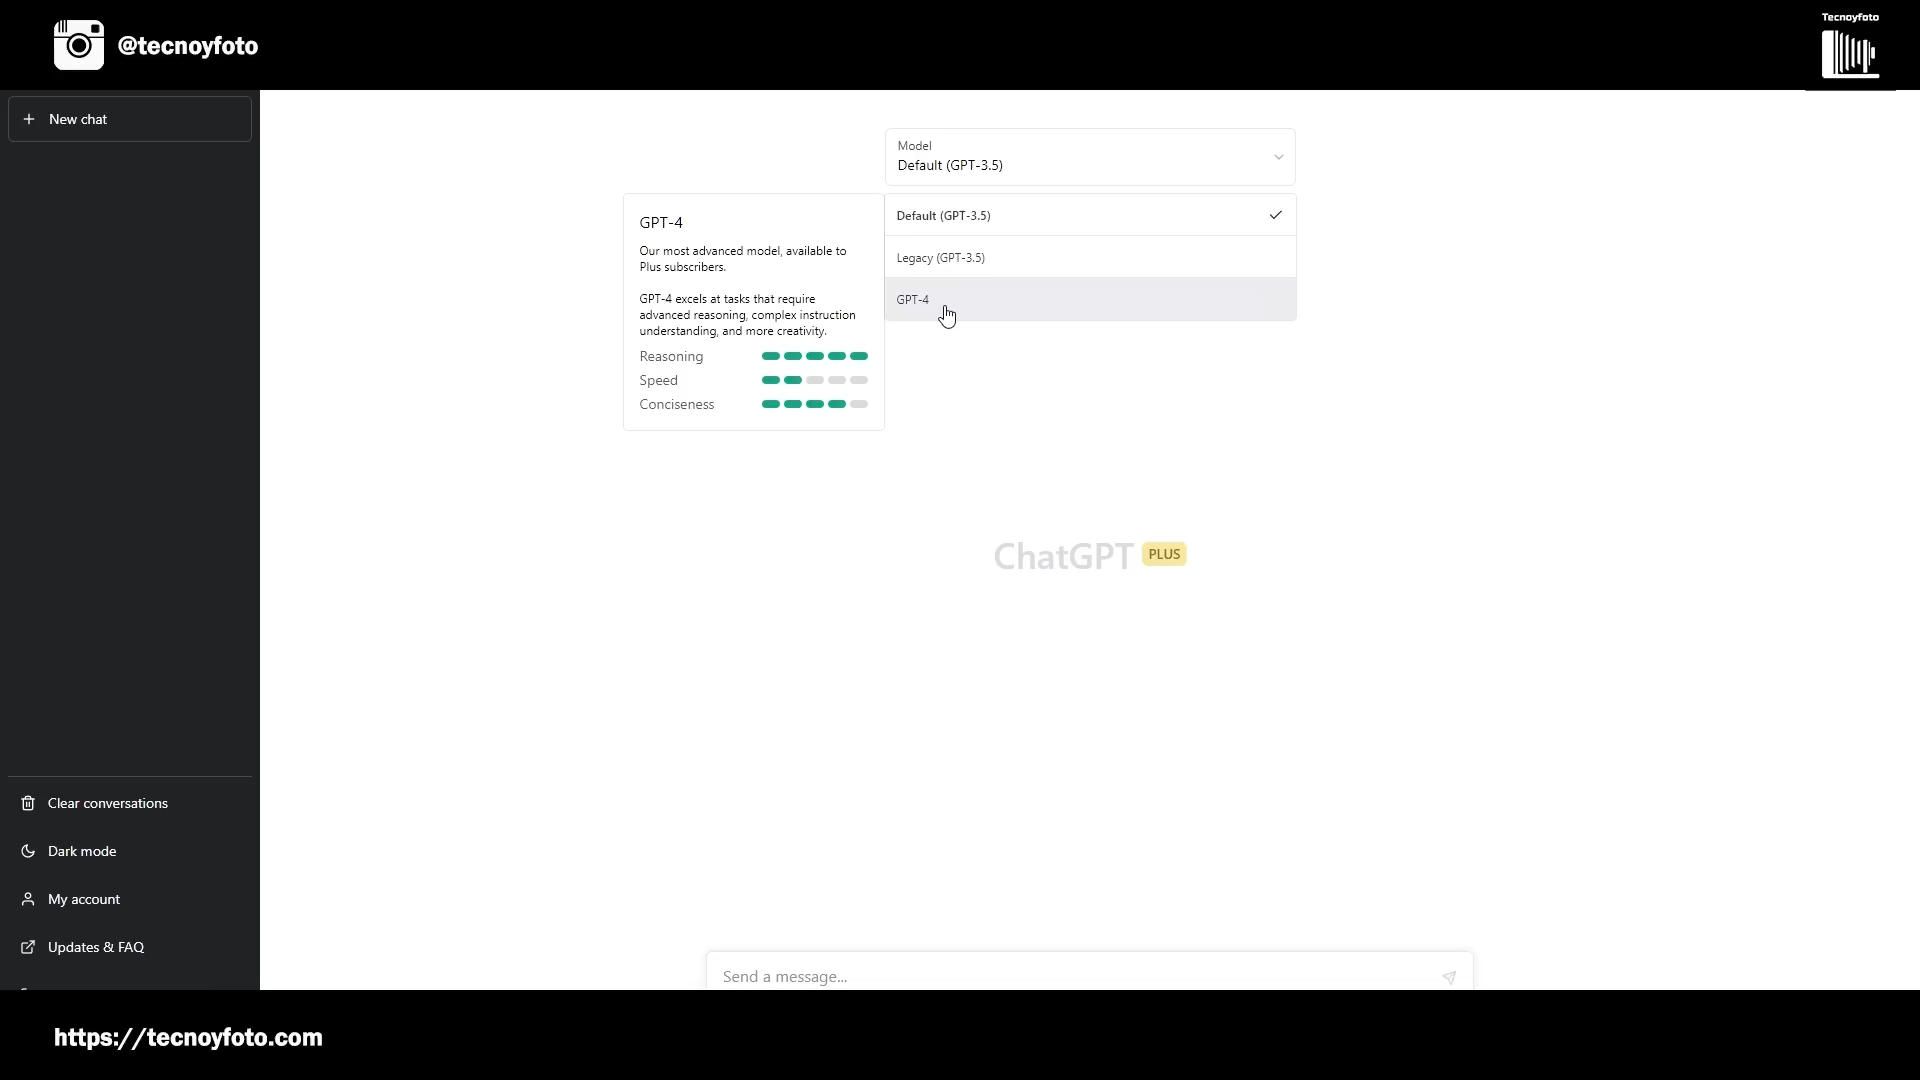 @tecnoyfoto
Tecnoyfoto
New chat
Model
Default (GPT-3.5)
GPT-4
Our most advanced model, available to
Plus subscribers.
GPT-4 excels at tasks that require
advanced reasoning, complex instruction
understanding, and more creativity.
Reasoning
Speed
Conciseness
Default (GPT-3.5)
Legacy (GPT-3.5)
GPT-4
ChatGPT PLUS
Clear conversations
Dark mode
My account
Updates & FAQ
Send a message...
https://tecnoyfoto.com